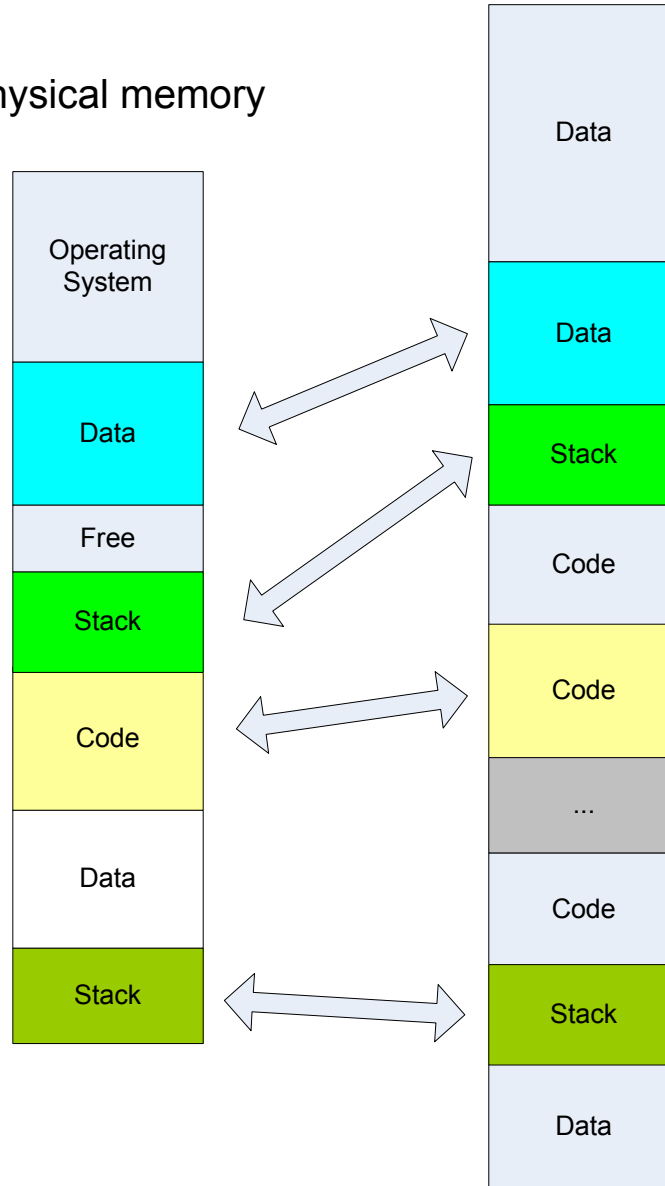 hysical memory
Operating
System
Data
Free
Stack
Code
Data
Stack
Data
Data
Stack
Code
Code
...
Code
Stack
Data